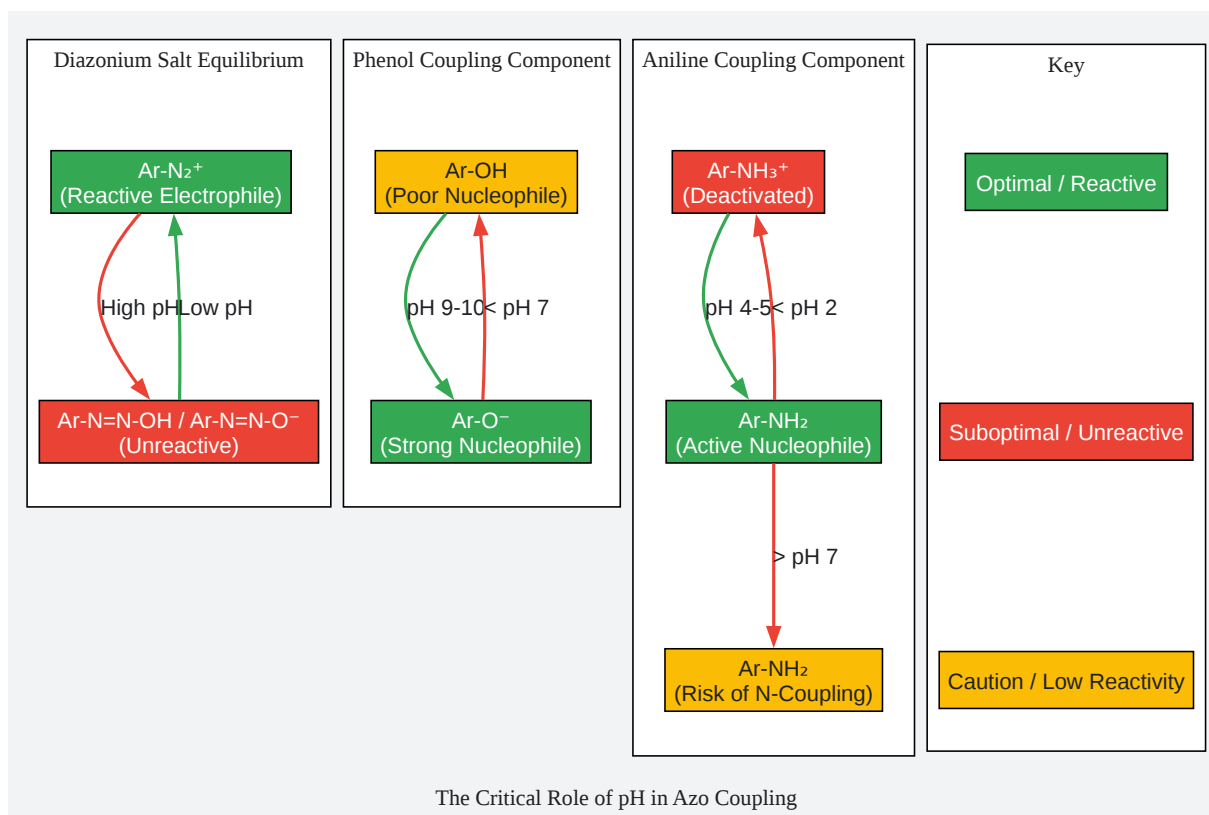 Diazonium Salt Equilibrium
Ar-N₂⁺
(Reactive Electrophile)
High pH
Low pH
Ar-N=N-OH / Ar-N=N-O⁻
(Unreactive)
Phenol Coupling Component
Ar-OH
(Poor Nucleophile)
pH 9-10
< pH 7
Ar-O⁻
(Strong Nucleophile)
Aniline Coupling Component
Ar-NH₃⁺
(Deactivated)
pH 4-5
< pH 2
Ar-NH₂
(Active Nucleophile)
> pH 7
Ar-NH₂
(Risk of N-Coupling)
Key
Optimal / Reactive
Suboptimal / Unreactive
Caution / Low Reactivity
The Critical Role of pH in Azo Coupling